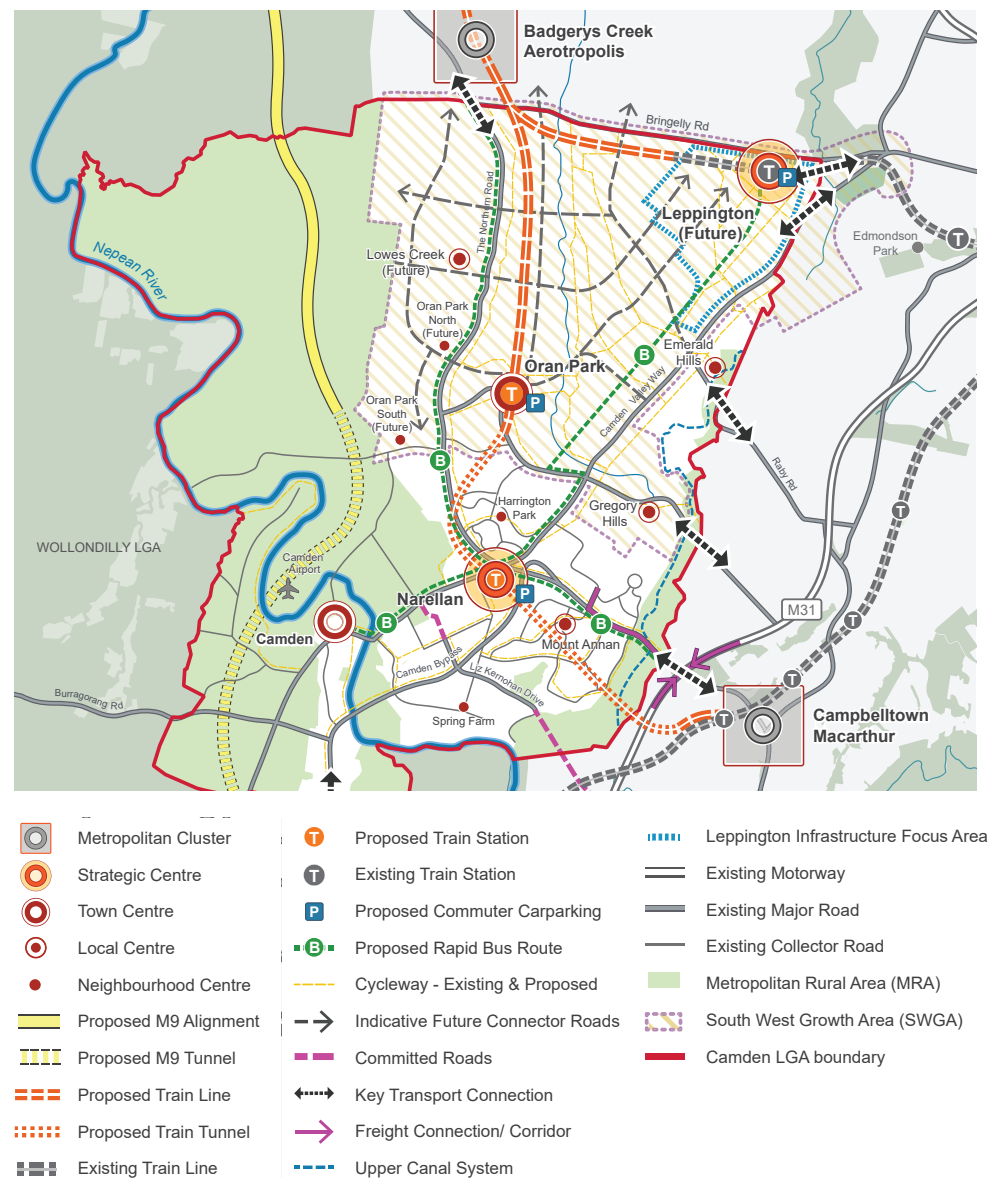 Badgerys Creek
Aerotropolis
Bringelly Rd
T
P
The Northern Road
Leppington
(Future)
Edmondson
Park
T
Nepean River
Lowes Creek
(Future)
Oran Park
North
(Future)
Emerald
Hills
B
Oran Park
T
P
Camden Valley Way
Oran Park
South
(Future)
B
Raby Rd
Harrington
Park
Gregory
Hills
T
WOLLONDILLY LGA
Camden
Airport
T
P
Narellan
M31
B
B
T
Camden
Mount Annan
Camden Bypass
Liz Kernohan Drive
T
Burragorang Rd
Spring Farm
T
Campbelltown
Macarthur
Metropolitan Cluster
Strategic Centre
Town Centre
Local Centre
Neighbourhood Centre
Proposed M9 Alignment
Proposed M9 Tunnel
Proposed Train Line
Proposed Train Tunnel
Existing Train Line
T Proposed Train Station
T Existing Train Station
P Proposed Commuter Carparking
B Proposed Rapid Bus Route
Cycleway - Existing & Proposed
Indicative Future Connector Roads
Committed Roads
Key Transport Connection
Freight Connection/ Corridor
Upper Canal System
Leppington Infrastructure Focus Area
Existing Motorway
Existing Major Road
Existing Collector Road
Metropolitan Rural Area (MRA)
South West Growth Area (SWGA)
Camden LGA boundary